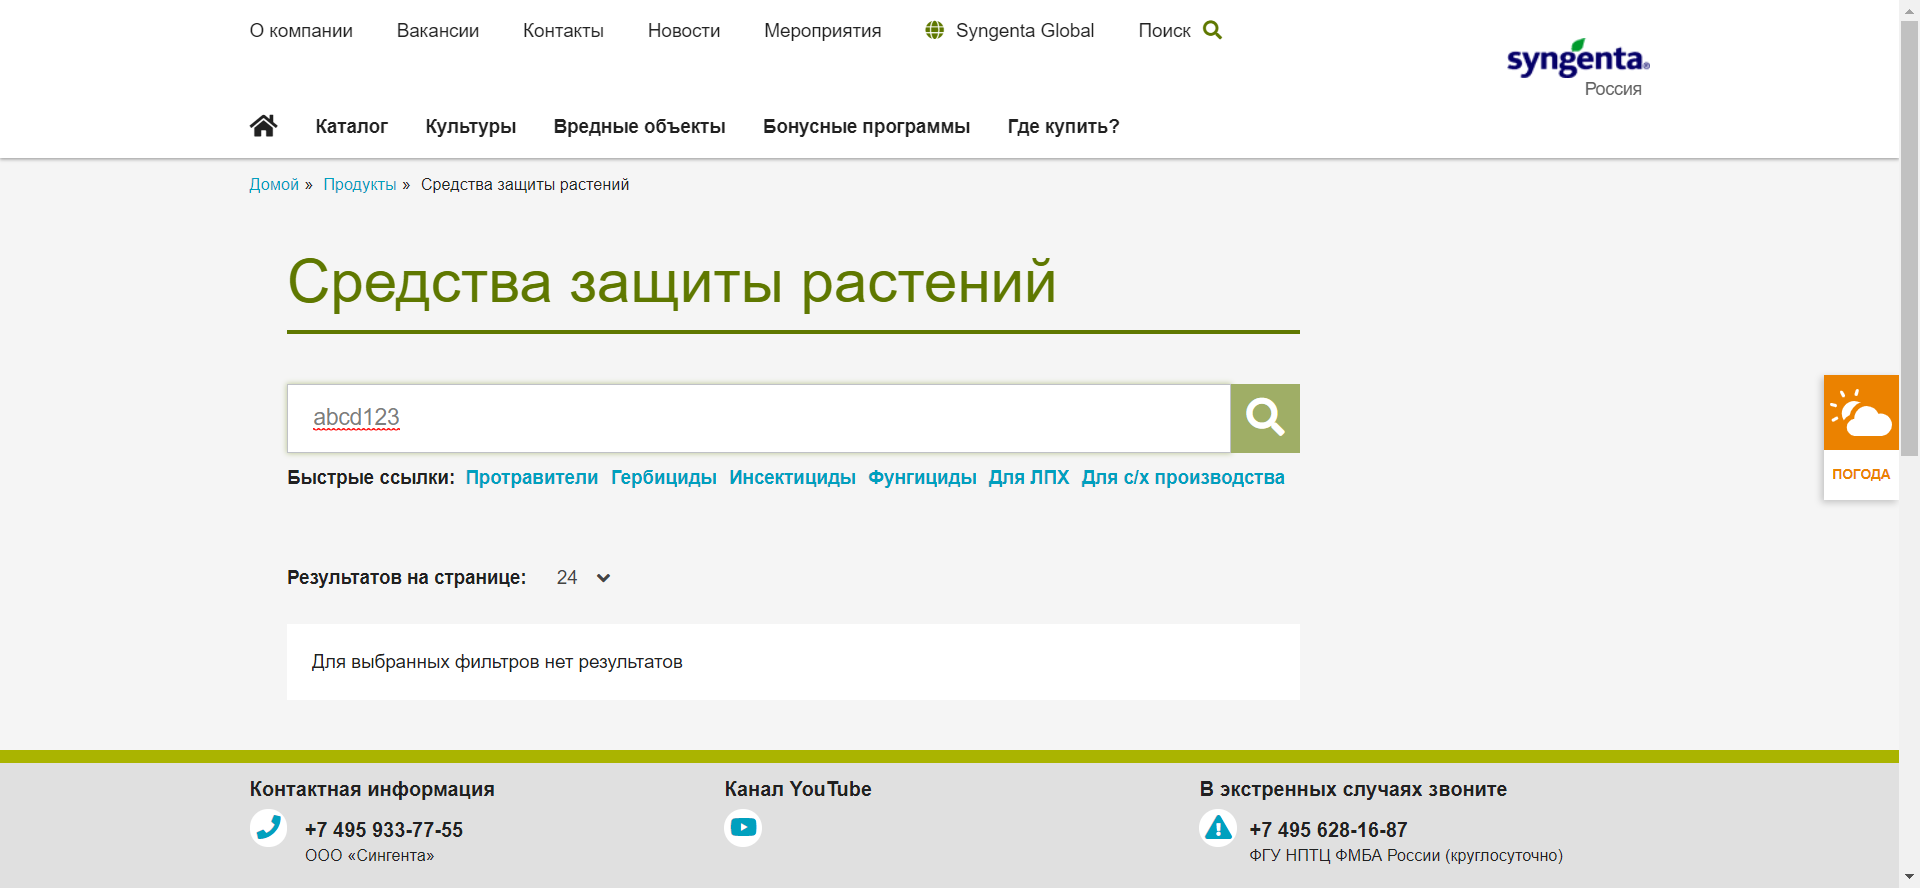 О компании Вакансии Контакты Новости Мероприятия Syngenta Global Поиск
syngenta®
Россия
Каталог Культуры Вредные объекты Бонусные программы Где купить?
Домой » Продукты » Средства защиты растений
Средства защиты растений
abcd123
Быстрые ссылки: Протравители Гербициды Инсектициды Фунгициды Для ЛПХ Для с/х производства
ПОГОДА
Результатов на странице: 24
Для выбранных фильтров нет результатов
Контактная информация
+7 495 933-77-55
ООО «Сингента»
Канал YouTube
В экстренных случаях звоните
+7 495 628-16-87
ФГУ НПТЦ ФМБА России (круглосуточно)